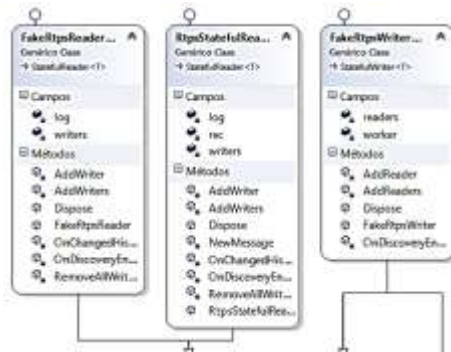 FakeRtpsReader...
Genérico Clase
→ StatefulReader<T>
Campos
log
writers
Métodos
AddWriter
AddWriters
Dispose
FakeRtpsReader
OnChangedHis...
OnDiscoveryEn...
RemoveAllWrit...
RtpsStatefulRea...
Genérico Clase
→ StatefulReader<T>
Campos
log
rec
writers
Métodos
AddWriter
AddWriters
Dispose
NewMessage
OnChangedHis...
OnDiscoveryEn...
RemoveAllWrit...
RtpsStatefulRea...
FakeRtpsWriter...
Genérico Clase
→ StatefulWriter<T>
Campos
readers
worker
Métodos
AddReader
AddReaders
Dispose
FakeRtpsWriter
OnDiscoveryEn...